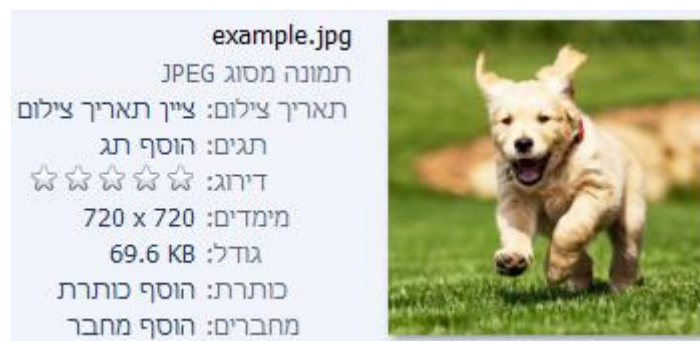 example.jpg
תמונה מסוג JPEG
תאריך צילום: ציין תאריך צילום
תגים: הוסף תג
דירוג:
מימדים: 720 x 720
גודל: 69.6 KB
כותרת: הוסף כותרת
מחברים: הוסף מחבר